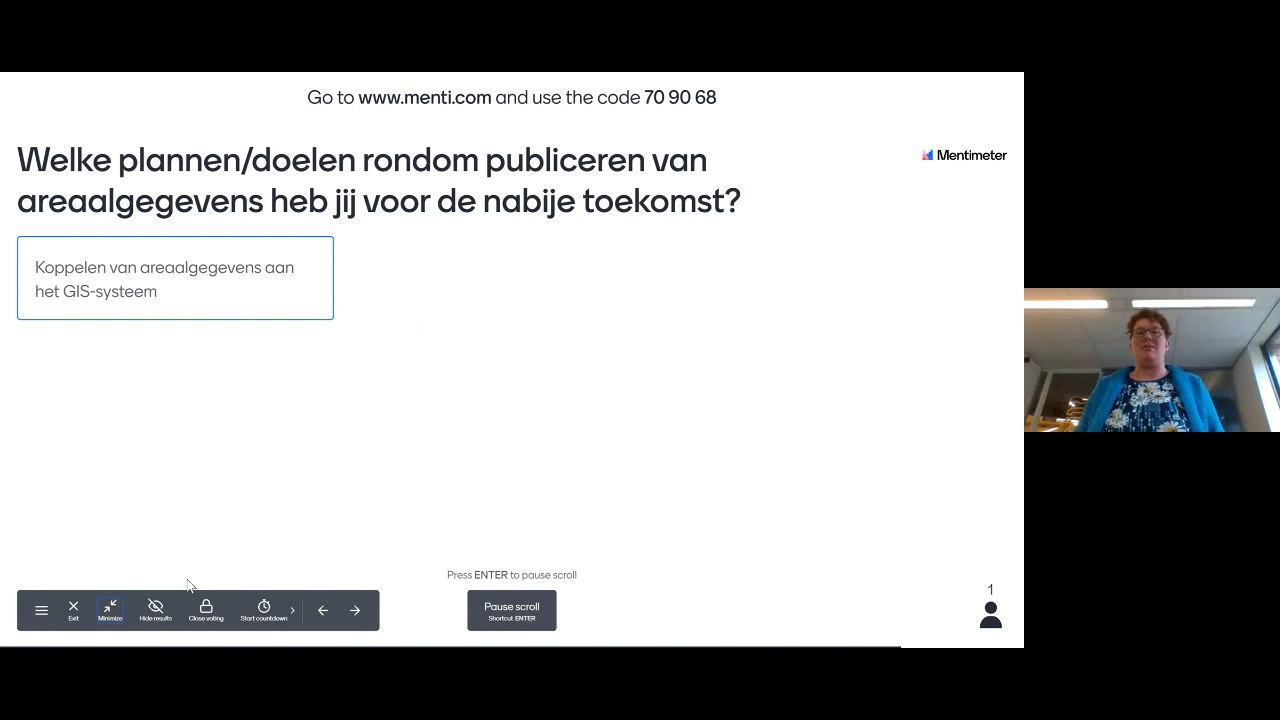 Go to www.menti.com and use the code 70 90 68
Welke plannen/doelen rondom publiceren van
areaalgegevens heb jij voor de nabije toekomst?
Mentimeter
Koppelen van areaalgegevens aan
het GIS-systeem
Press ENTER to pause scroll
Exit
Minimize
Hide results
Close voting
Start countdown
Pause scroll
Shortcut ENTER
1